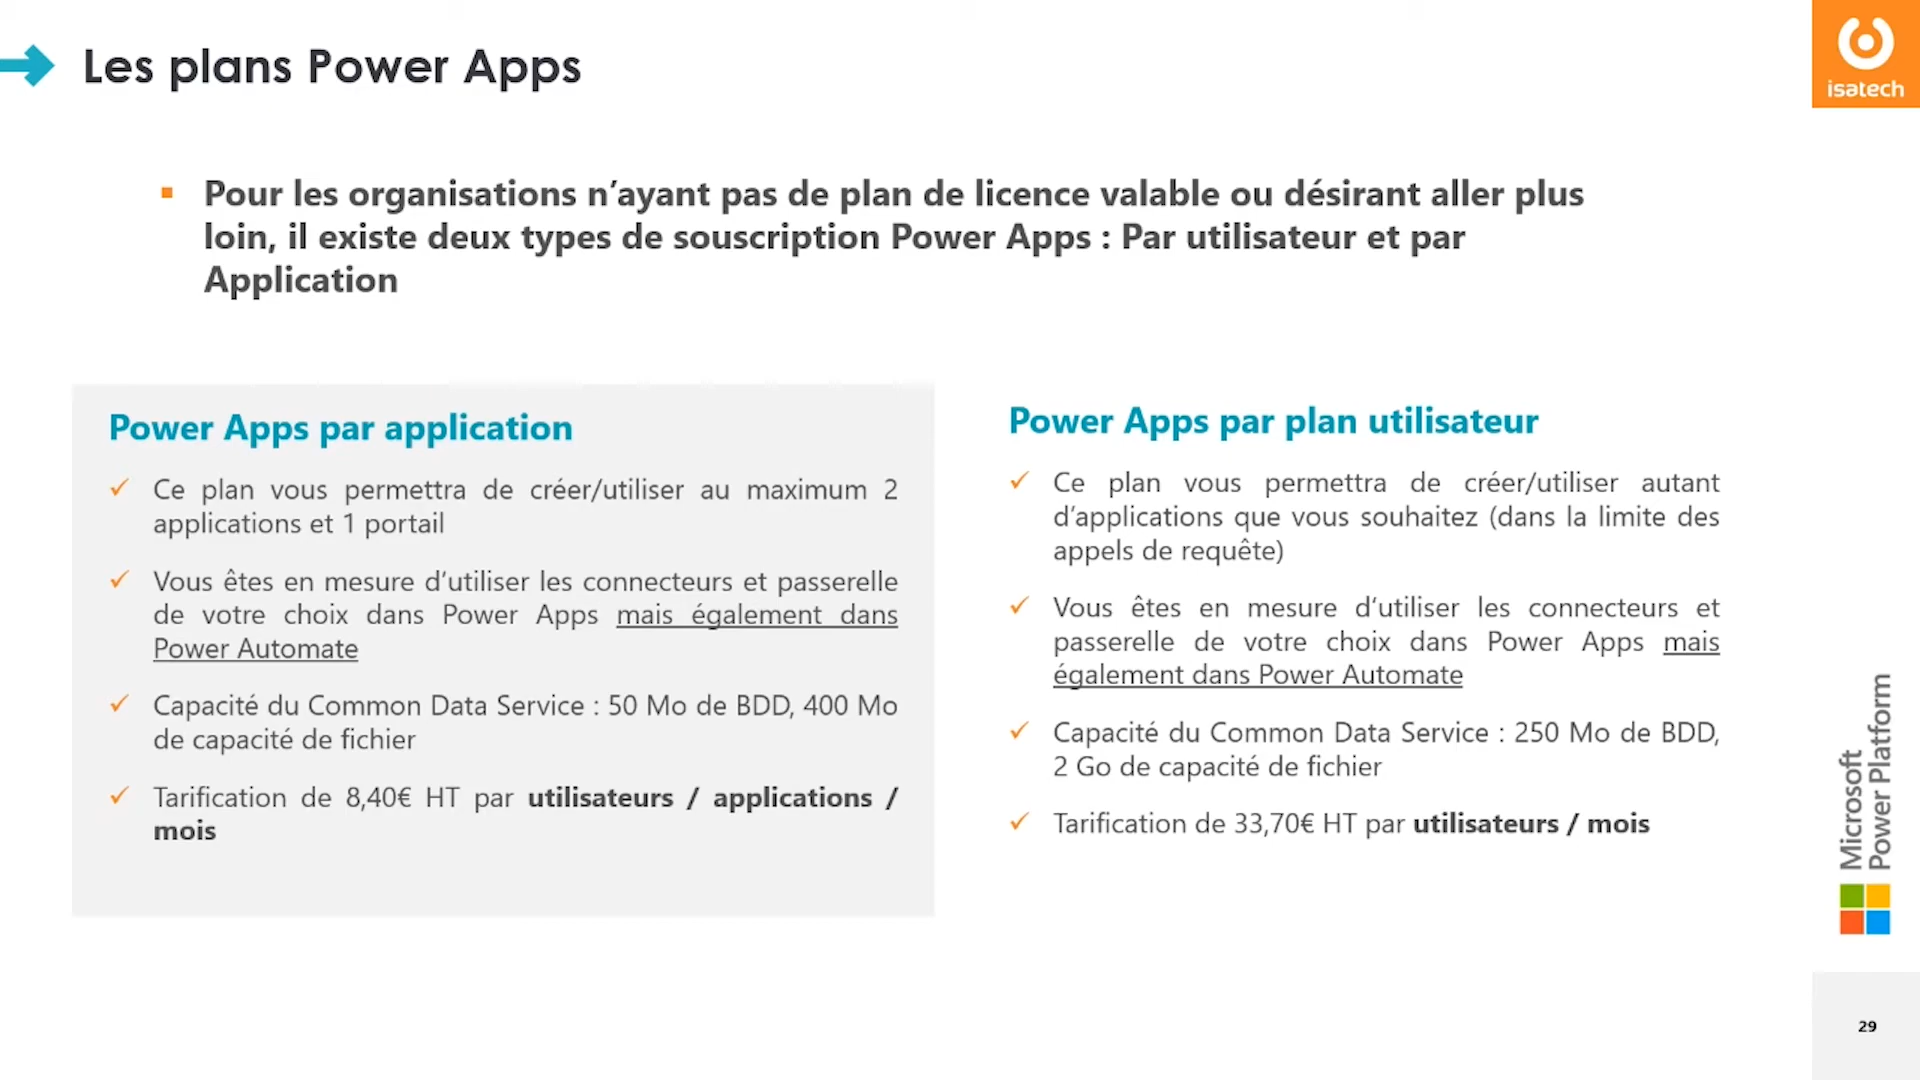 Les plans Power Apps
isatech
Pour les organisations n’ayant pas de plan de licence valable ou désirant aller plus
loin, il existe deux types de souscription Power Apps : Par utilisateur et par
Application
Power Apps par application
Ce plan vous permettra de créer/utiliser au maximum 2
applications et 1 portail
Vous êtes en mesure d’utiliser les connecteurs et passerelle
de votre choix dans Power Apps mais également dans
Power Automate
Capacité du Common Data Service : 50 Mo de BDD, 400 Mo
de capacité de fichier
Tarification de 8,40€ HT par utilisateurs / applications /
mois
Power Apps par plan utilisateur
Ce plan vous permettra de créer/utiliser autant
d’applications que vous souhaitez (dans la limite des
appels de requête)
Vous êtes en mesure d’utiliser les connecteurs et
passerelle de votre choix dans Power Apps mais
également dans Power Automate
Capacité du Common Data Service : 250 Mo de BDD,
2 Go de capacité de fichier
Tarification de 33,70€ HT par utilisateurs / mois
Microsoft
Power Platform
29